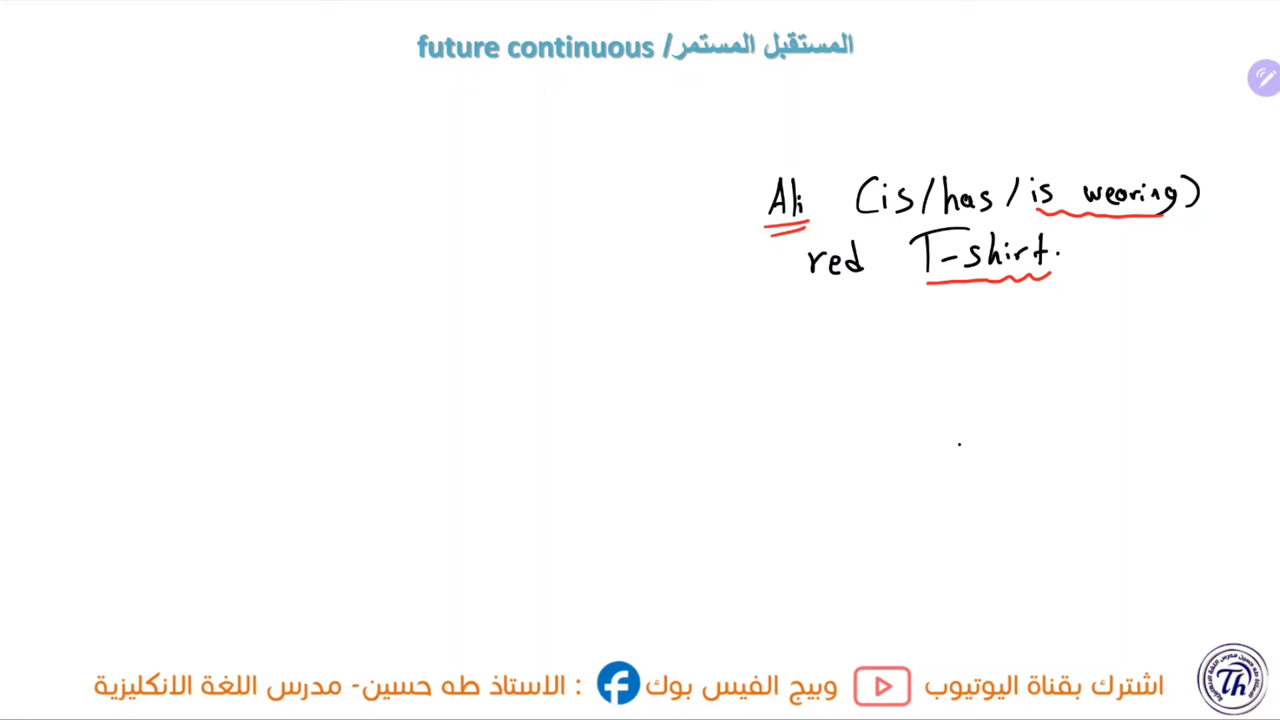 المستقبل المستمر/ future continuous
Ali (is/has/is wearing)
red T-shirt.
اشترك بقناة اليوتيوب وبيج الفيس بوك : الاستاذ طه حسين- مدرس اللغة الانكليزية
Th